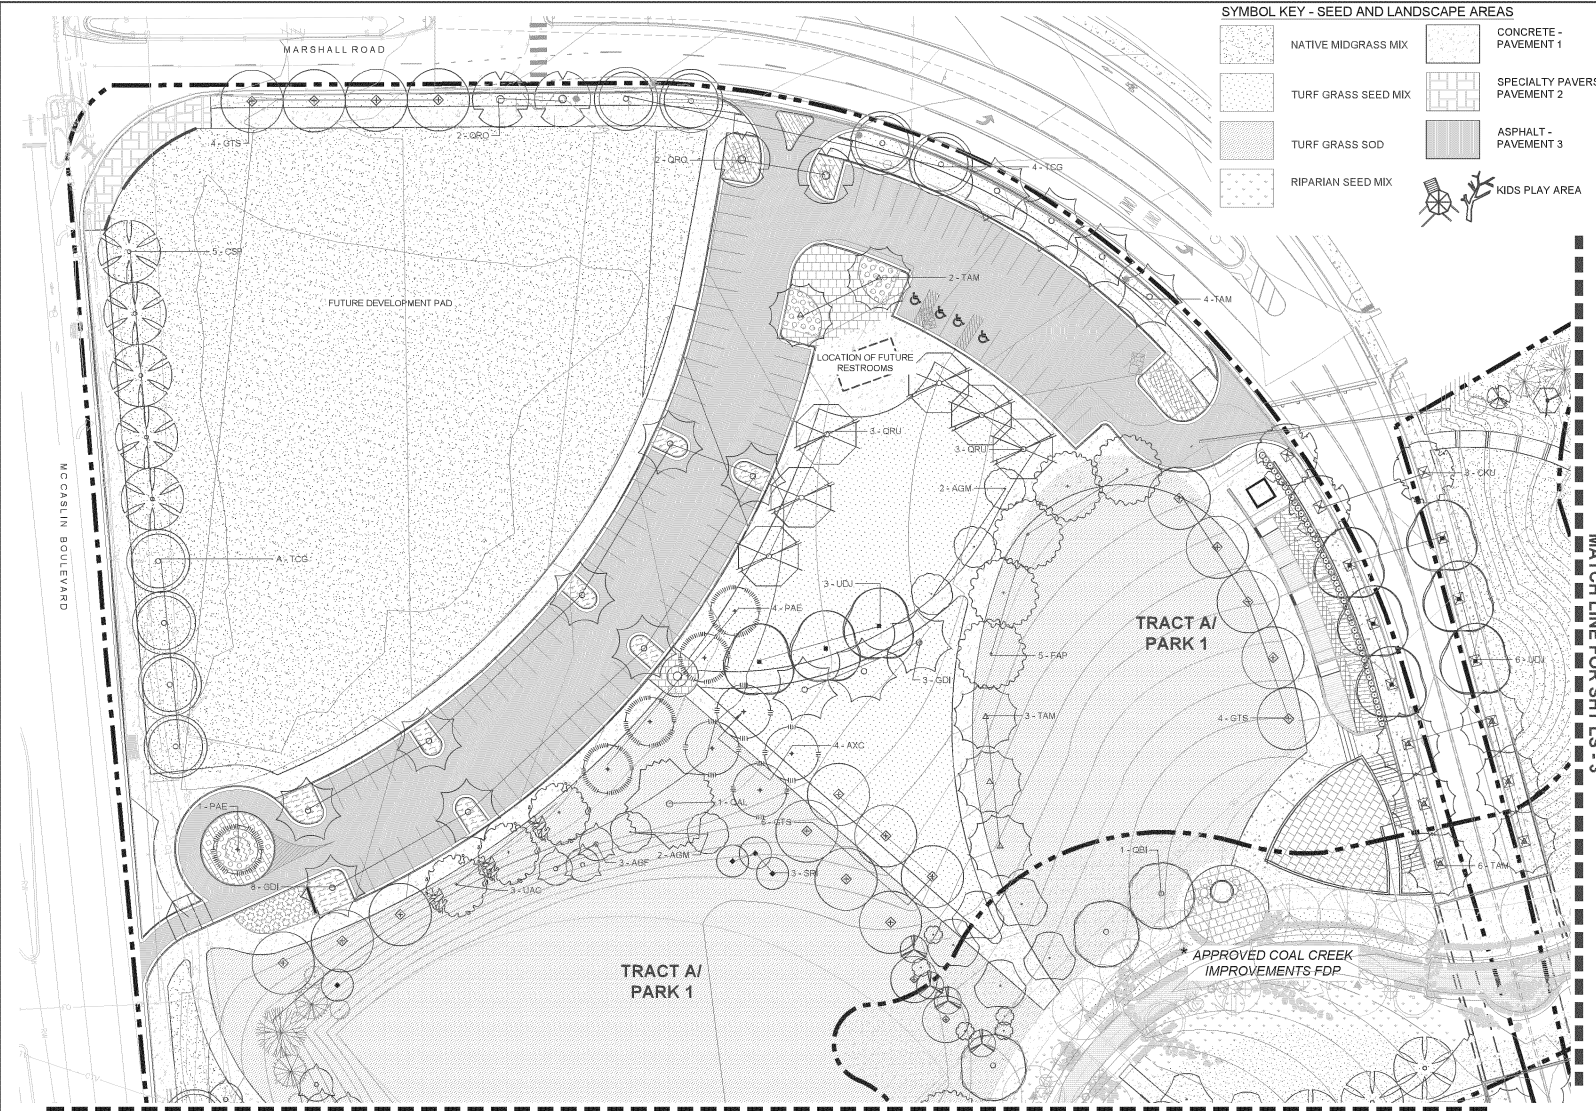 SYMBOL KEY - SEED AND LANDSCAPE AREAS
NATIVE MIDGRASS MIX
TURF GRASS SEED MIX
TURF GRASS SOD
RIPARIAN SEED MIX
CONCRETE -
PAVEMENT 1
SPECIALTY PAVERS
PAVEMENT 2
ASPHALT -
PAVEMENT 3
KIDS PLAY AREA
MARSHALL ROAD
4 - GTS
2 - QRO
2 - QRO
4 - TCG
5 - CSP
2 - TAM
4 - TAM
FUTURE DEVELOPMENT PAD
LOCATION OF FUTURE
RESTROOMS
3 - QRU
3 - QRU
2 - AGM
3 - CKU
MC CASLIN BOULEVARD
4 - TCG
3 - UDJ
4 - PAE
TRACT A/
PARK 1
5 - FAP
6 - UDJ
3 - GDI
3 - TAM
4 - GTS
4 - AXC
MATCH LINE FOR SHT LS - 3
1 - PAE
1 - QAL
6 - GTS
2 - AGM
3 - AGF
3 - SRI
1 - QBI
6 - TAM
8 - GDI
3 - UAC
* APPROVED COAL CREEK
IMPROVEMENTS FDP
TRACT A/
PARK 1